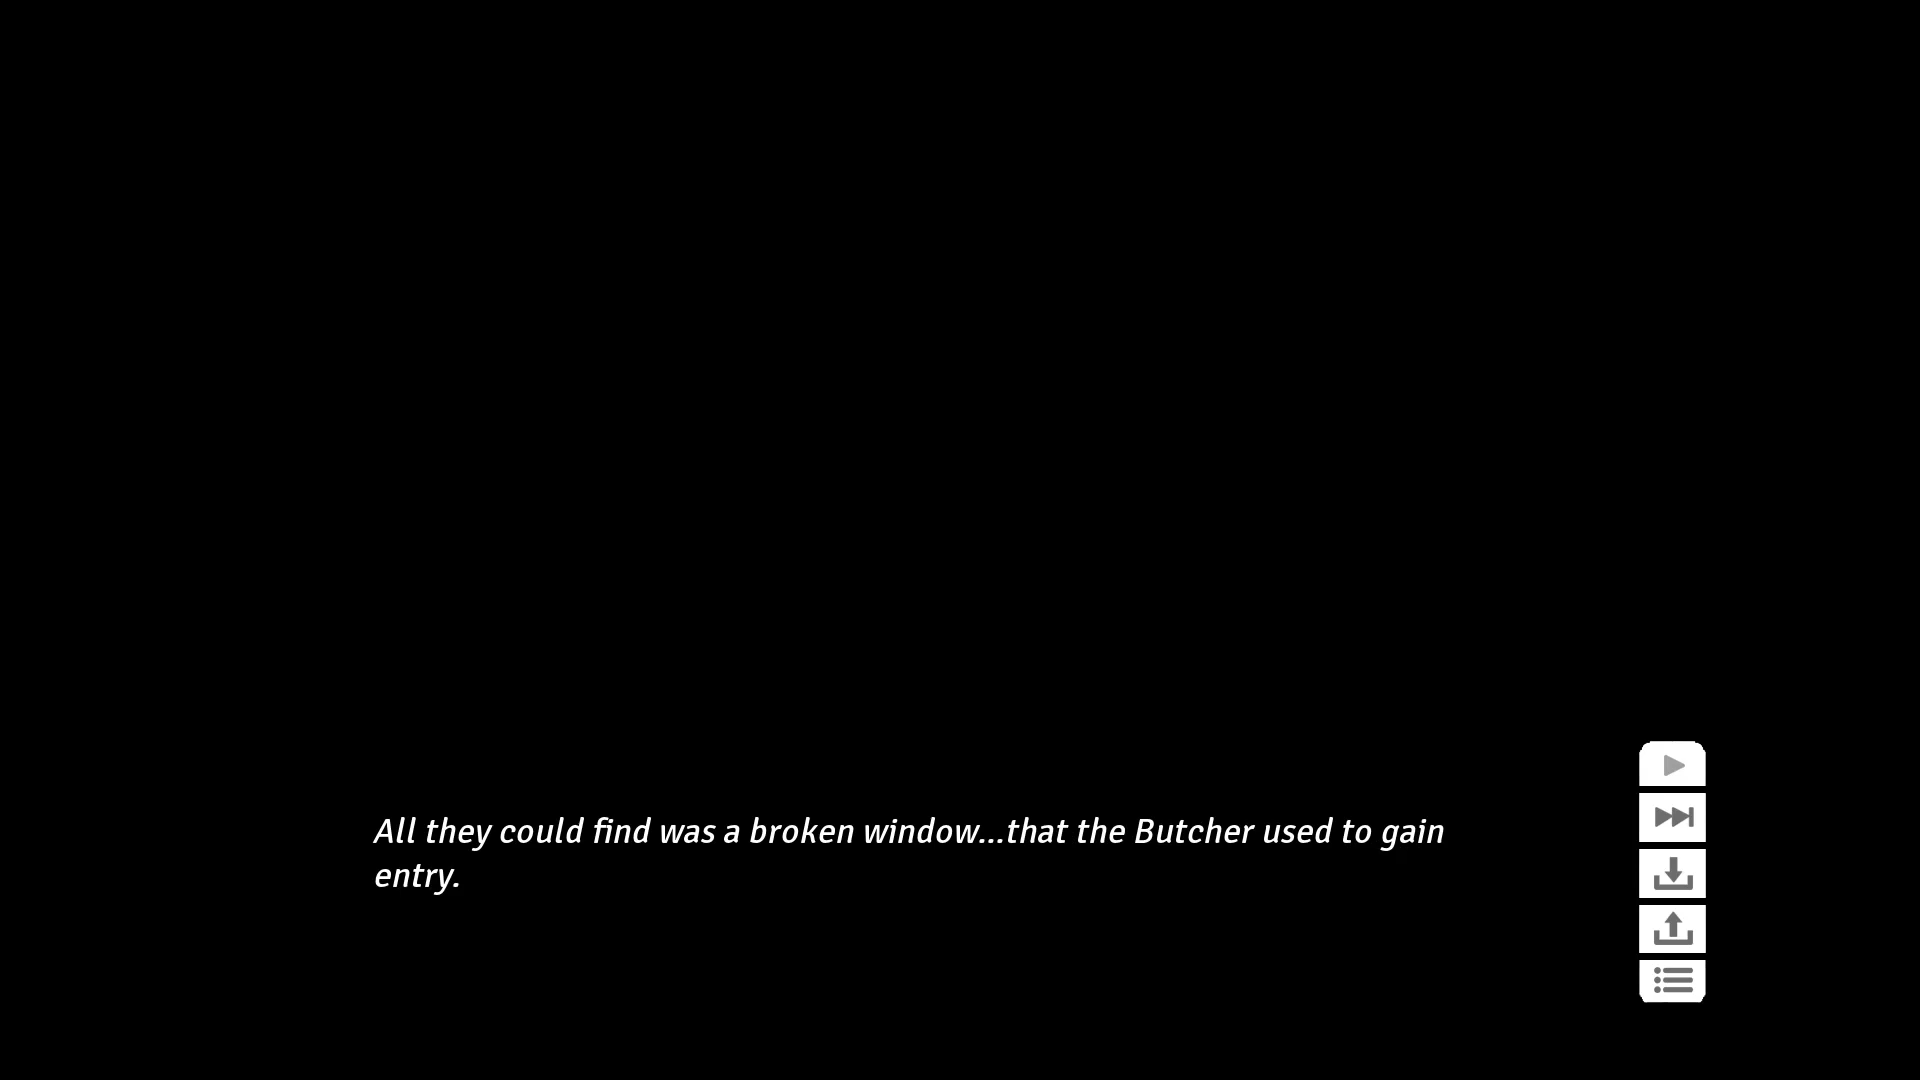 All they could find was a broken window...that the Butcher used to gain
entry.